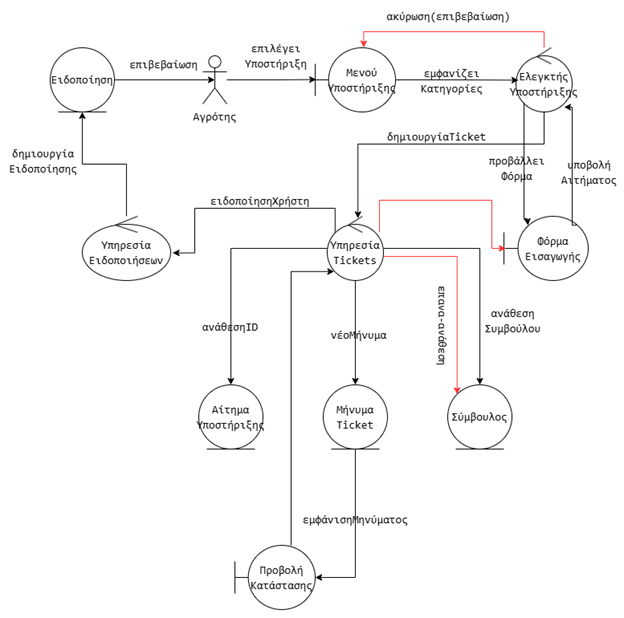 ακύρωση(επιβεβαίωση)
επιλέγει
Υποστήριξη
επιβεβαίωση
Ειδοποίηση
Μενού
Υποστήριξης
εμφανίζει
Κατηγορίες
Ελεγκτής
Υποστήριξης
Αγρότης
δημιουργίαTicket
δημιουργία
Ειδοποίησης
προβάλλει
Φόρμα
υποβολή
Αιτήματος
ειδοποίησηΧρήστη
Υπηρεσία
Ειδοποιήσεων
Υπηρεσία
Tickets
Φόρμα
Εισαγωγής
επανα-ανάθεση
ανάθεση
Συμβούλου
ανάθεσηID
νέοΜήνυμα
Αίτημα
Υποστήριξης
Μήνυμα
Ticket
Σύμβουλος
εμφάνισηΜηνύματος
Προβολή
Κατάστασης